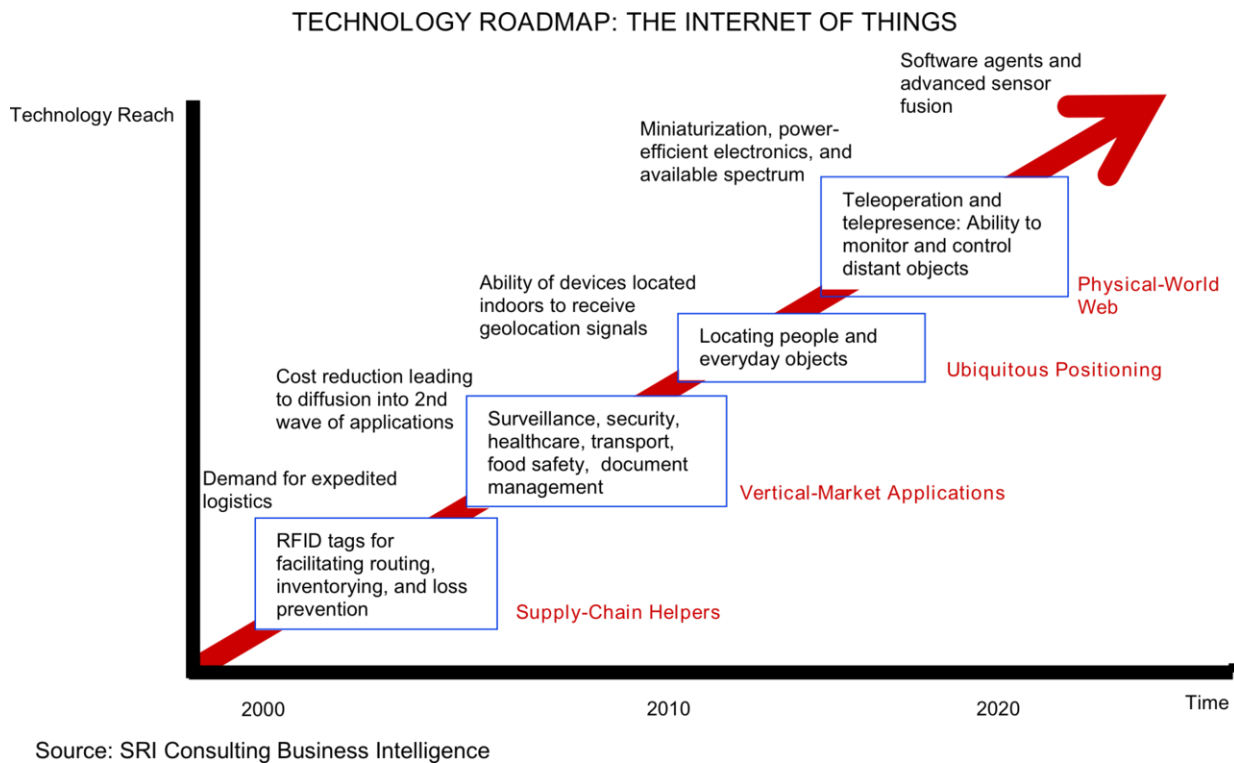 TECHNOLOGY ROADMAP: THE INTERNET OF THINGS
Technology Reach
Software agents and
advanced sensor
fusion
Miniaturization, power-
efficient electronics, and
available spectrum
Teleoperation and
telepresence: Ability to
monitor and control
distant objects
Physical-World
Web
Ability of devices located
indoors to receive
geolocation signals
Locating people and
everyday objects
Ubiquitous Positioning
Cost reduction leading
to diffusion into 2nd
wave of applications
Surveillance, security,
healthcare, transport,
food safety, document
management
Vertical-Market Applications
Demand for expedited
logistics
RFID tags for
facilitating routing,
inventorying, and loss
prevention
Supply-Chain Helpers
2000
2010
2020
Time
Source: SRI Consulting Business Intelligence